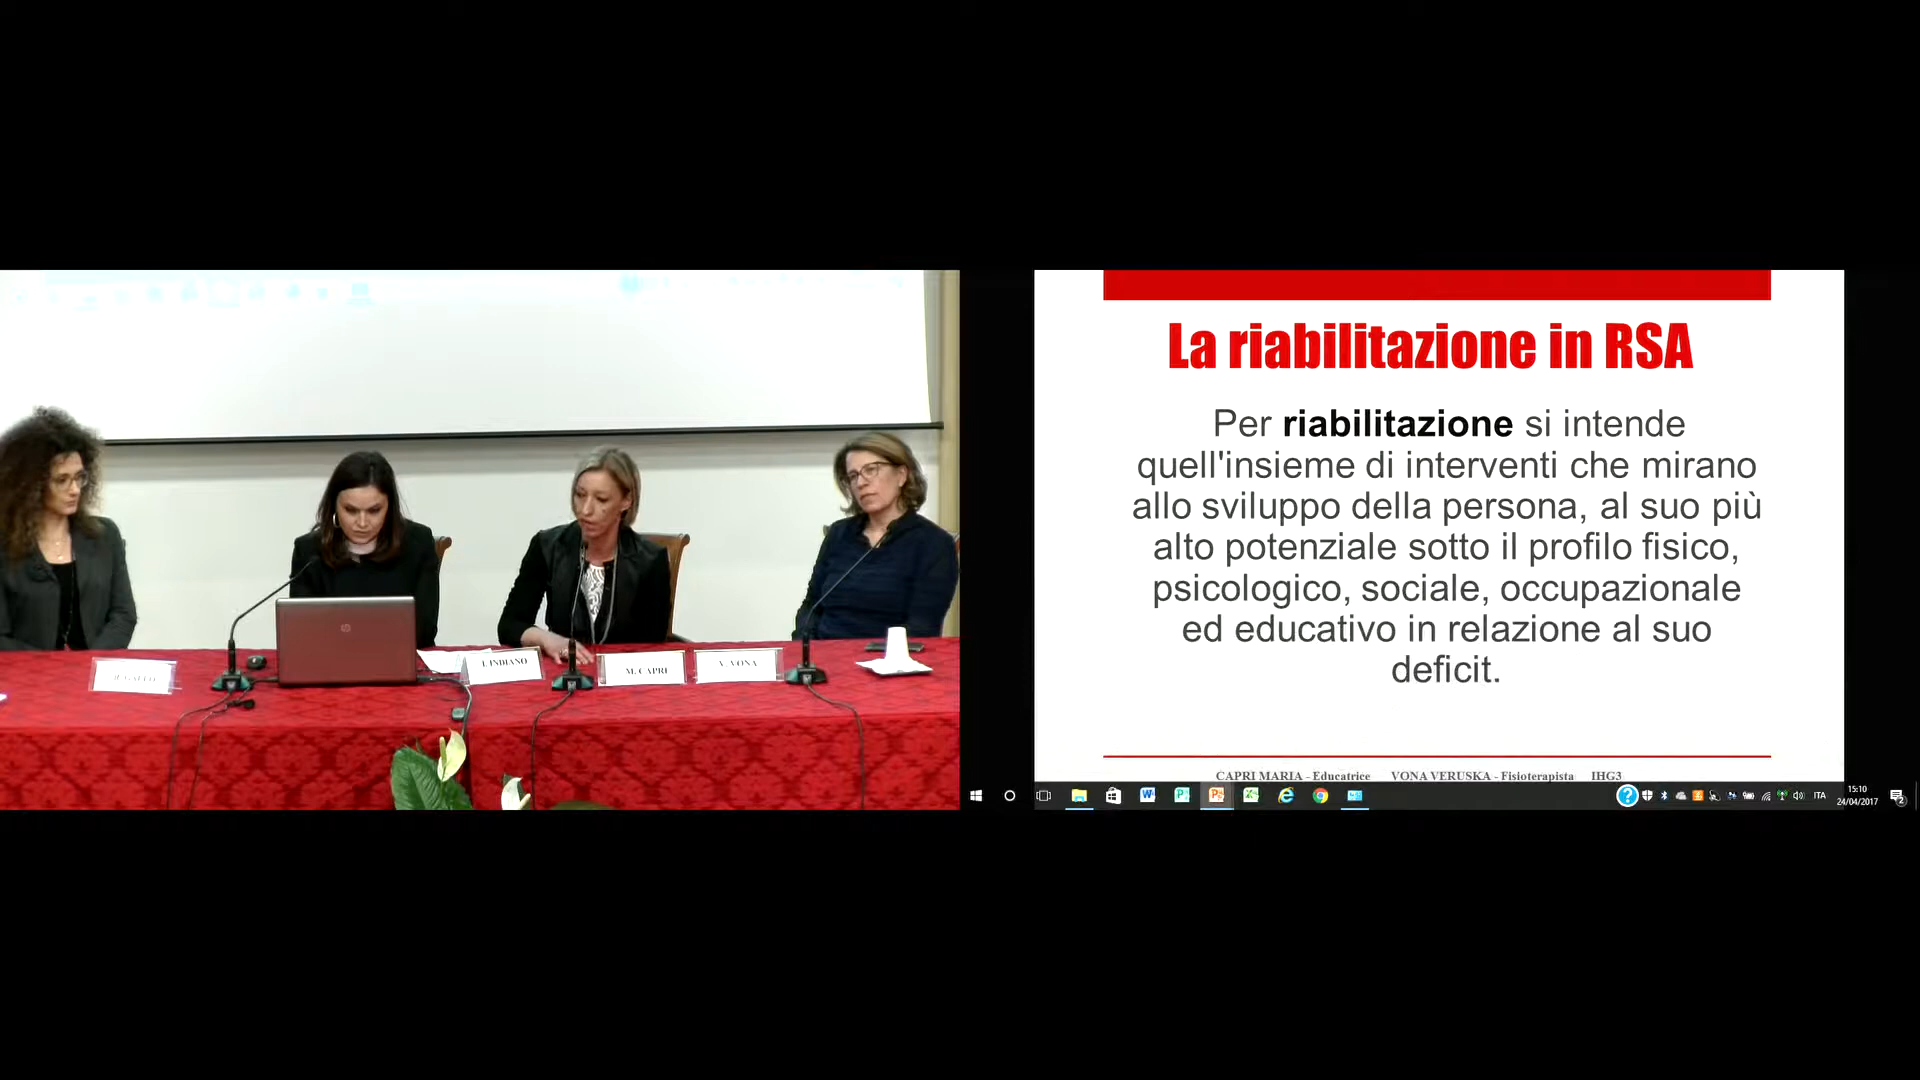 I. INDIANO
M. CAPRI
V. VONA
La riabilitazione in RSA
Per riabilitazione si intende
quell'insieme di interventi che mirano
allo sviluppo della persona, al suo più
alto potenziale sotto il profilo fisico,
psicologico, sociale, occupazionale
ed educativo in relazione al suo
deficit.
CAPRI MARIA - Educatrice VONA VERUSKA - Fisioterapista IHG3
ITA
15:10
24/04/2017